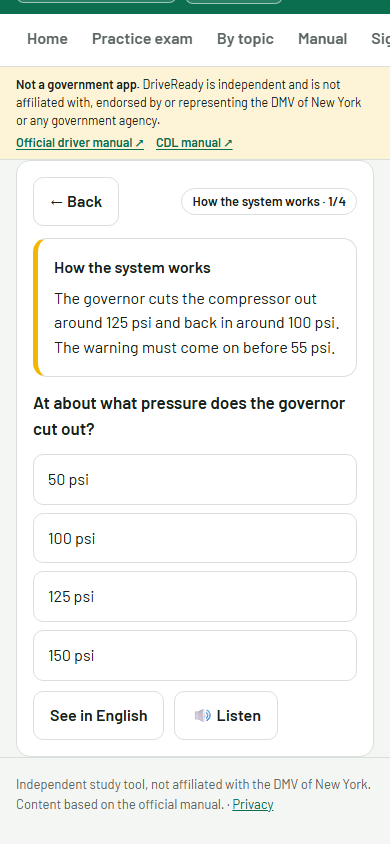 Home Practice exam By topic Manual Sig
Not a government app. DriveReady is independent and is not
affiliated with, endorsed by or representing the DMV of New York
or any government agency.
Official driver manual ↗ CDL manual ↗
← Back
How the system works · 1/4
How the system works
The governor cuts the compressor out
around 125 psi and back in around 100 psi.
The warning must come on before 55 psi.
At about what pressure does the governor
cut out?
50 psi
100 psi
125 psi
150 psi
See in English
🔊 Listen
Independent study tool, not affiliated with the DMV of New York.
Content based on the official manual. · Privacy